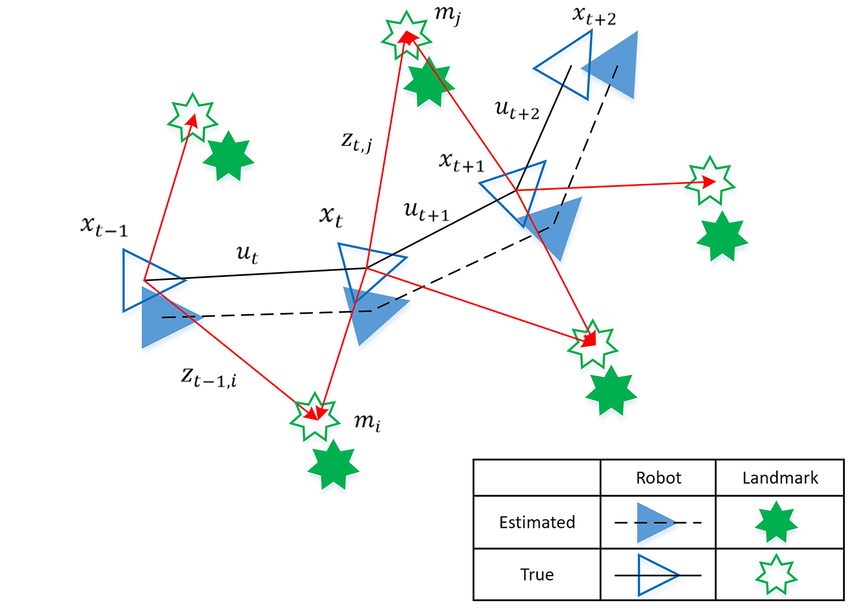 m_j
x_{t+2}
u_{t+2}
z_{t,j}
x_{t+1}
x_t
u_{t+1}
x_{t-1}
u_t
z_{t-1,i}
m_i
Robot Landmark
Estimated
True